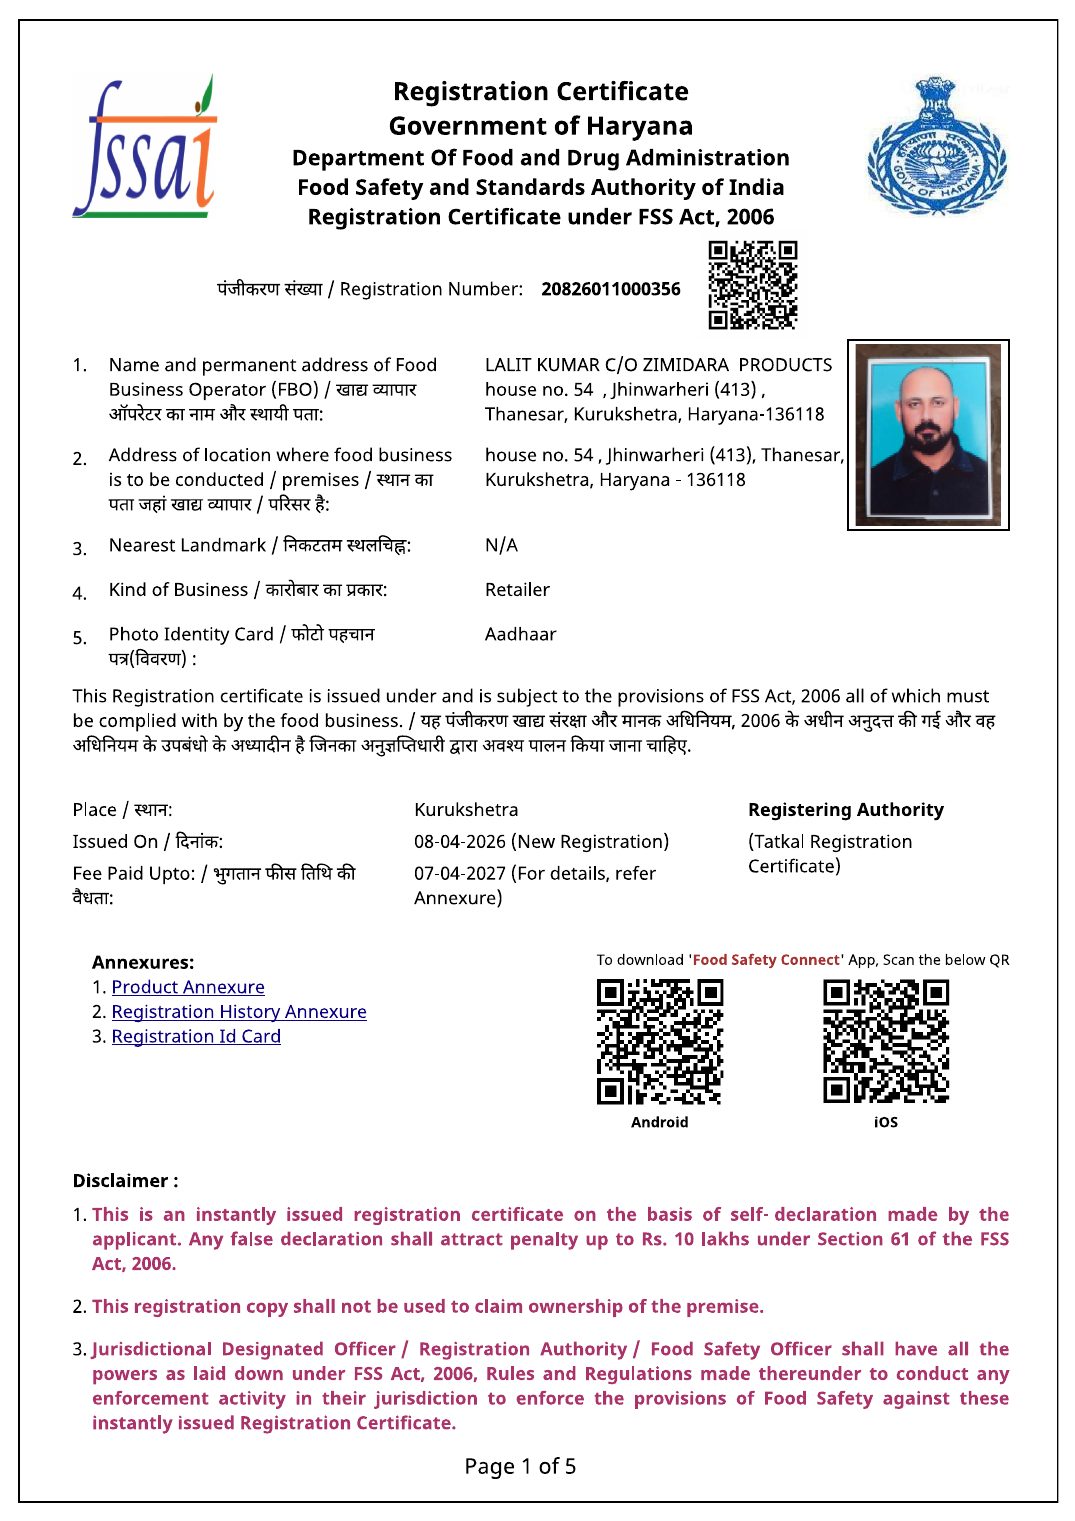 fssai
Registration Certificate
Government of Haryana
Department Of Food and Drug Administration
Food Safety and Standards Authority of India
Registration Certificate under FSS Act, 2006
हरियाणा सरकार
GOVT. OF HARYANA
पंजीकरण संख्या / Registration Number: 20826011000356
1. Name and permanent address of Food
Business Operator (FBO) / खाद्य व्यापार
ऑपरेटर का नाम और स्थायी पता:
LALIT KUMAR C/O ZIMIDARA PRODUCTS
house no. 54 , Jhinwarheri (413) ,
Thanesar, Kurukshetra, Haryana-136118
2. Address of location where food business
is to be conducted / premises / स्थान का
पता जहां खाद्य व्यापार / परिसर है:
house no. 54 , Jhinwarheri (413), Thanesar,
Kurukshetra, Haryana - 136118
3. Nearest Landmark / निकटतम स्थलचिह्न: N/A
4. Kind of Business / कारोबार का प्रकार: Retailer
5. Photo Identity Card / फोटो पहचान
पत्र(विवरण) :
Aadhaar
This Registration certificate is issued under and is subject to the provisions of FSS Act, 2006 all of which must
be complied with by the food business. / यह पंजीकरण खाद्य संरक्षा और मानक अधिनियम, 2006 के अधीन अनुदत्त की गई और वह
अधिनियम के उपबंधो के अध्यादीन है जिनका अनुज्ञप्तिधारी द्वारा अवश्य पालन किया जाना चाहिए.
Place / स्थान: Kurukshetra
Issued On / दिनांक: 08-04-2026 (New Registration)
Fee Paid Upto: / भुगतान फीस तिथि की
वैधता:
07-04-2027 (For details, refer
Annexure)
Registering Authority
(Tatkal Registration
Certificate)
Annexures:
1. Product Annexure
2. Registration History Annexure
3. Registration Id Card
To download 'Food Safety Connect' App, Scan the below QR
Android
iOS
Disclaimer :
1. This is an instantly issued registration certificate on the basis of self- declaration made by the
applicant. Any false declaration shall attract penalty up to Rs. 10 lakhs under Section 61 of the FSS
Act, 2006.
2. This registration copy shall not be used to claim ownership of the premise.
3. Jurisdictional Designated Officer / Registration Authority / Food Safety Officer shall have all the
powers as laid down under FSS Act, 2006, Rules and Regulations made thereunder to conduct any
enforcement activity in their jurisdiction to enforce the provisions of Food Safety against these
instantly issued Registration Certificate.
Page 1 of 5